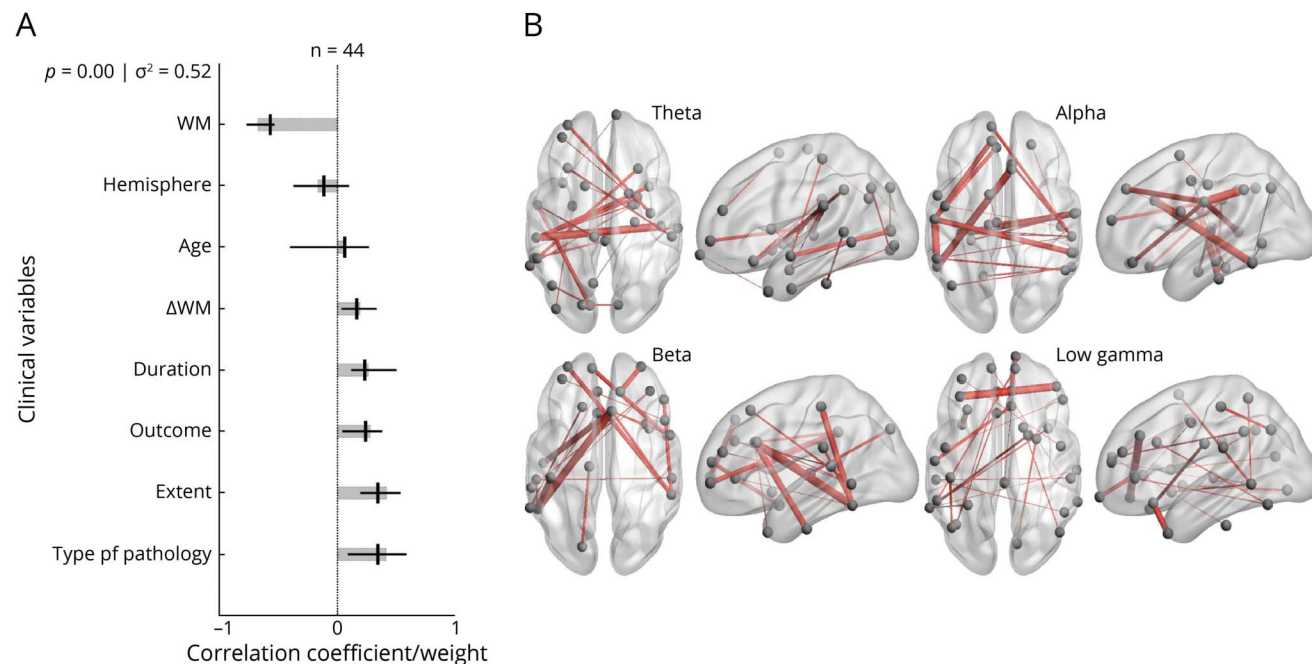 A
n = 44
p = 0.00 | σ² = 0.52
WM
Hemisphere
Age
ΔWM
Duration
Outcome
Extent
Type pf pathology
Clinical variables
−1
0
1
Correlation coefficient/weight
B
Theta
Alpha
Beta
Low gamma